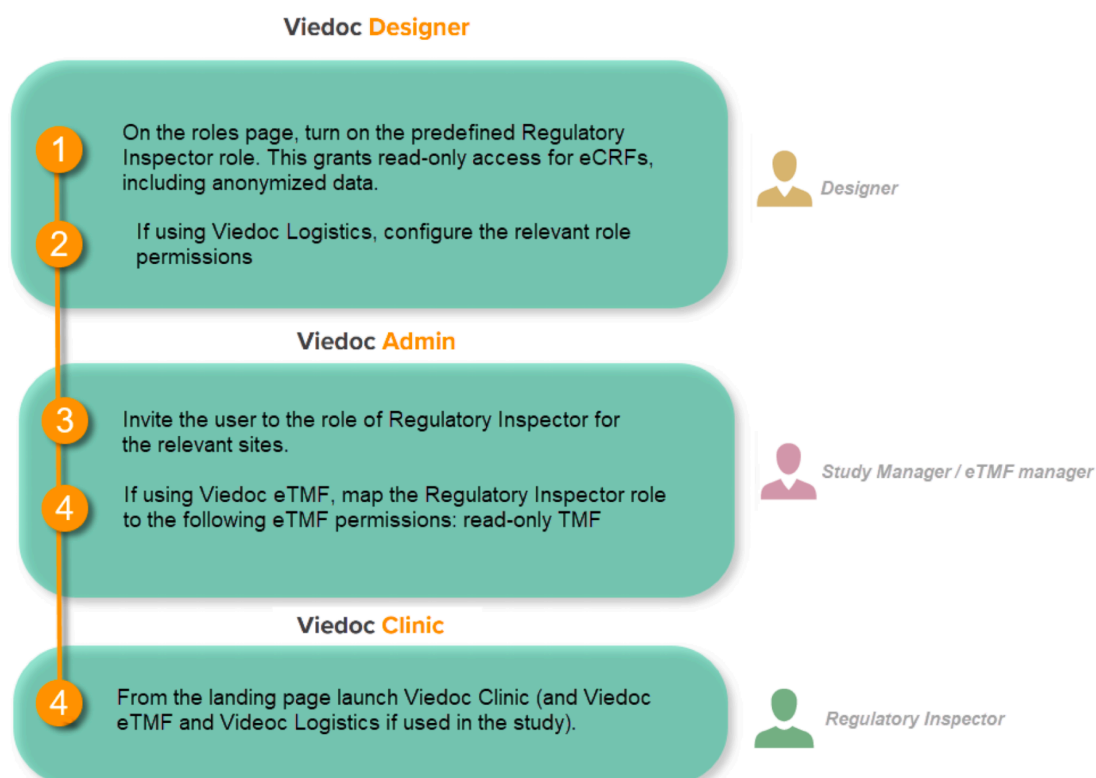 Viedoc Designer
1
On the roles page, turn on the predefined Regulatory
Inspector role. This grants read-only access for eCRFs,
including anonymized data.
2
If using Viedoc Logistics, configure the relevant role
permissions
Designer
Viedoc Admin
3
Invite the user to the role of Regulatory Inspector for
the relevant sites.
4
If using Viedoc eTMF, map the Regulatory Inspector role
to the following eTMF permissions: read-only TMF
Study Manager / eTMF manager
Viedoc Clinic
4
From the landing page launch Viedoc Clinic (and Viedoc
eTMF and Videoc Logistics if used in the study).
Regulatory Inspector